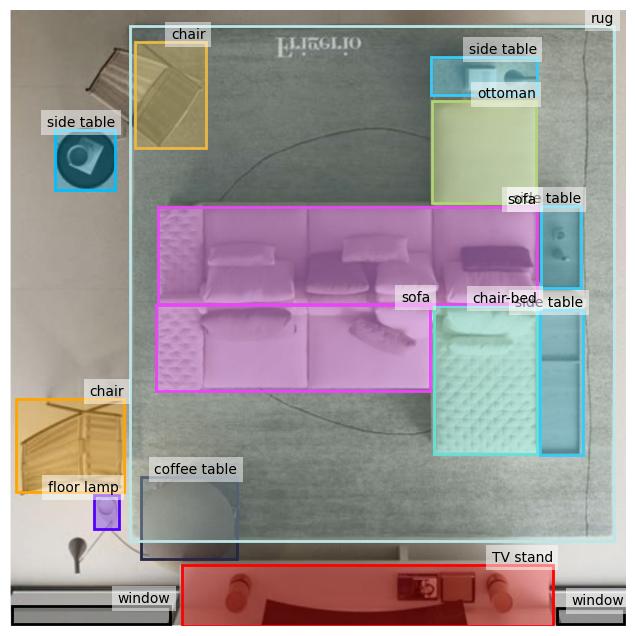 rug
chair
Frigerio
side table
ottoman
side table
sofa
side table
sofa
chair-bed
side table
chair
coffee table
floor lamp
TV stand
window
window